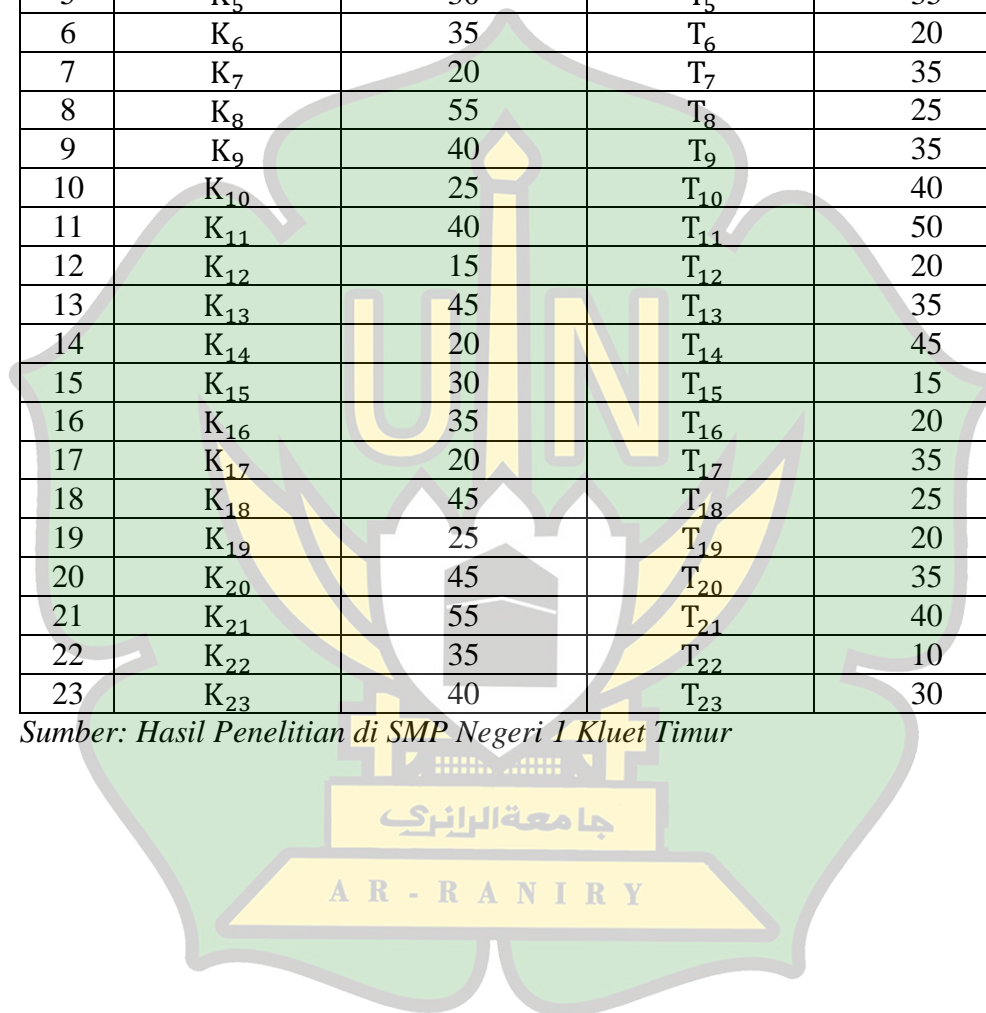 6 K₆ 35 T₆ 20
7 K₇ 20 T₇ 35
8 K₈ 55 T₈ 25
9 K₉ 40 T₉ 35
10 K₁₀ 25 T₁₀ 40
11 K₁₁ 40 T₁₁ 50
12 K₁₂ 15 T₁₂ 20
13 K₁₃ 45 T₁₃ 35
14 K₁₄ 20 T₁₄ 45
15 K₁₅ 30 T₁₅ 15
16 K₁₆ 35 T₁₆ 20
17 K₁₇ 20 T₁₇ 35
18 K₁₈ 45 T₁₈ 25
19 K₁₉ 25 T₁₉ 20
20 K₂₀ 45 T₂₀ 35
21 K₂₁ 55 T₂₁ 40
22 K₂₂ 35 T₂₂ 10
23 K₂₃ 40 T₂₃ 30
Sumber: Hasil Penelitian di SMP Negeri 1 Kluet Timur
UIN
جامعة الرانري
AR-RANIRY